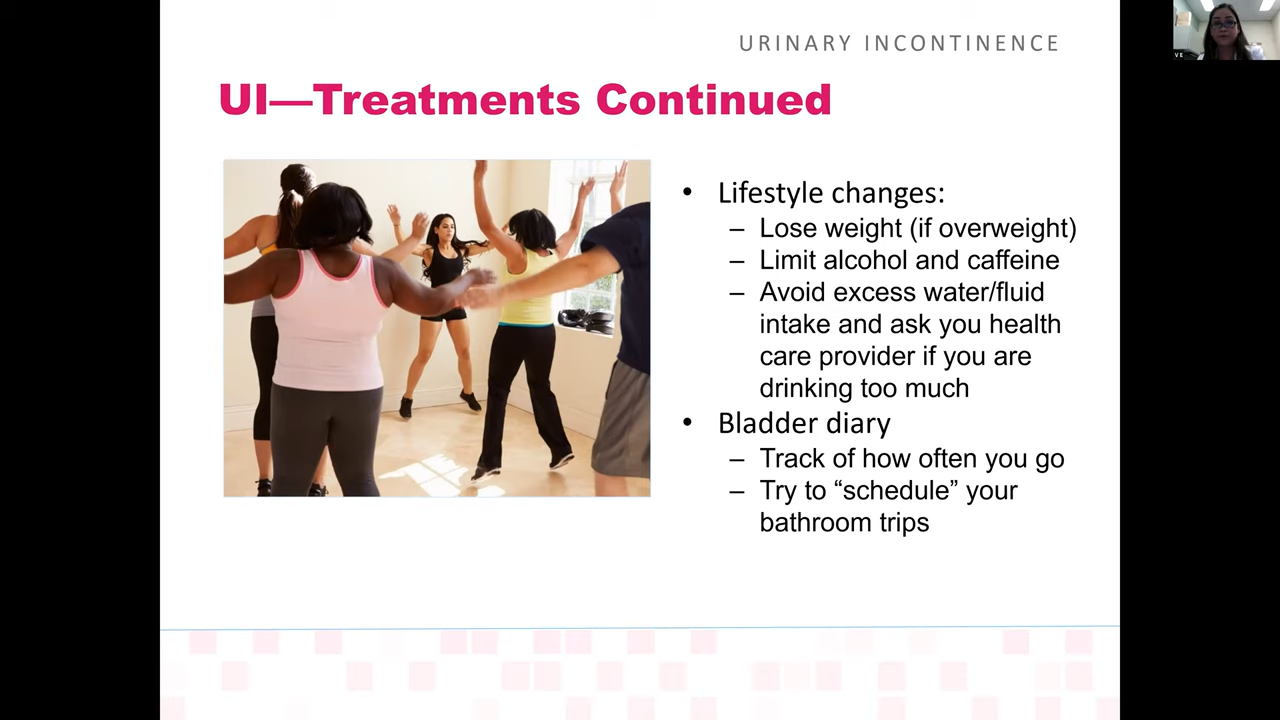 URINARY INCONTINENCE
UI—Treatments Continued
• Lifestyle changes:
– Lose weight (if overweight)
– Limit alcohol and caffeine
– Avoid excess water/fluid
intake and ask you health
care provider if you are
drinking too much
• Bladder diary
– Track of how often you go
– Try to “schedule” your
bathroom trips